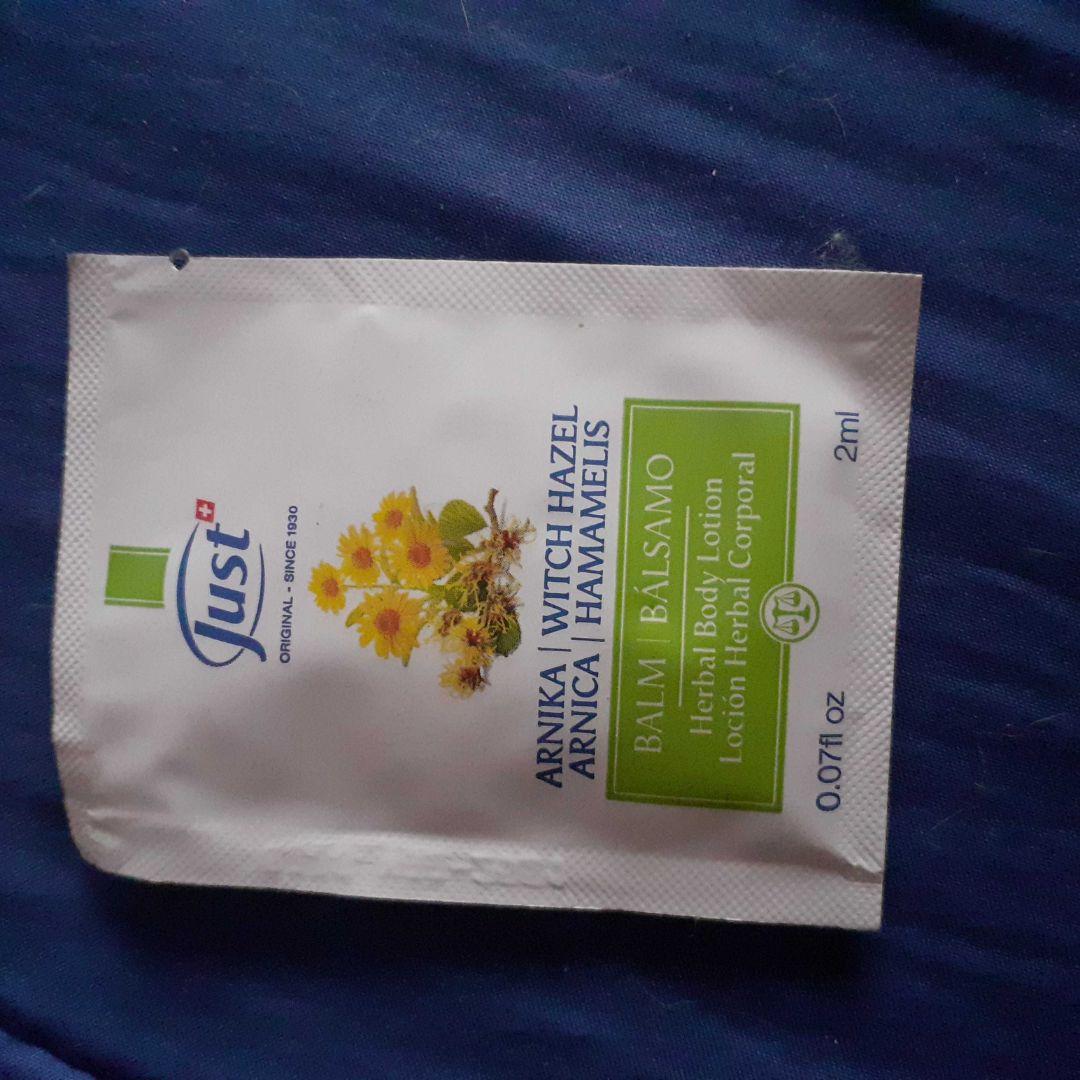 Just
ORIGINAL - SINCE 1930
ARNIKA | WITCH HAZEL
ARNICA | HAMAMELIS
BALM | BÁLSAMO
Herbal Body Lotion
Loción Herbal Corporal
0.07fl oz 2ml